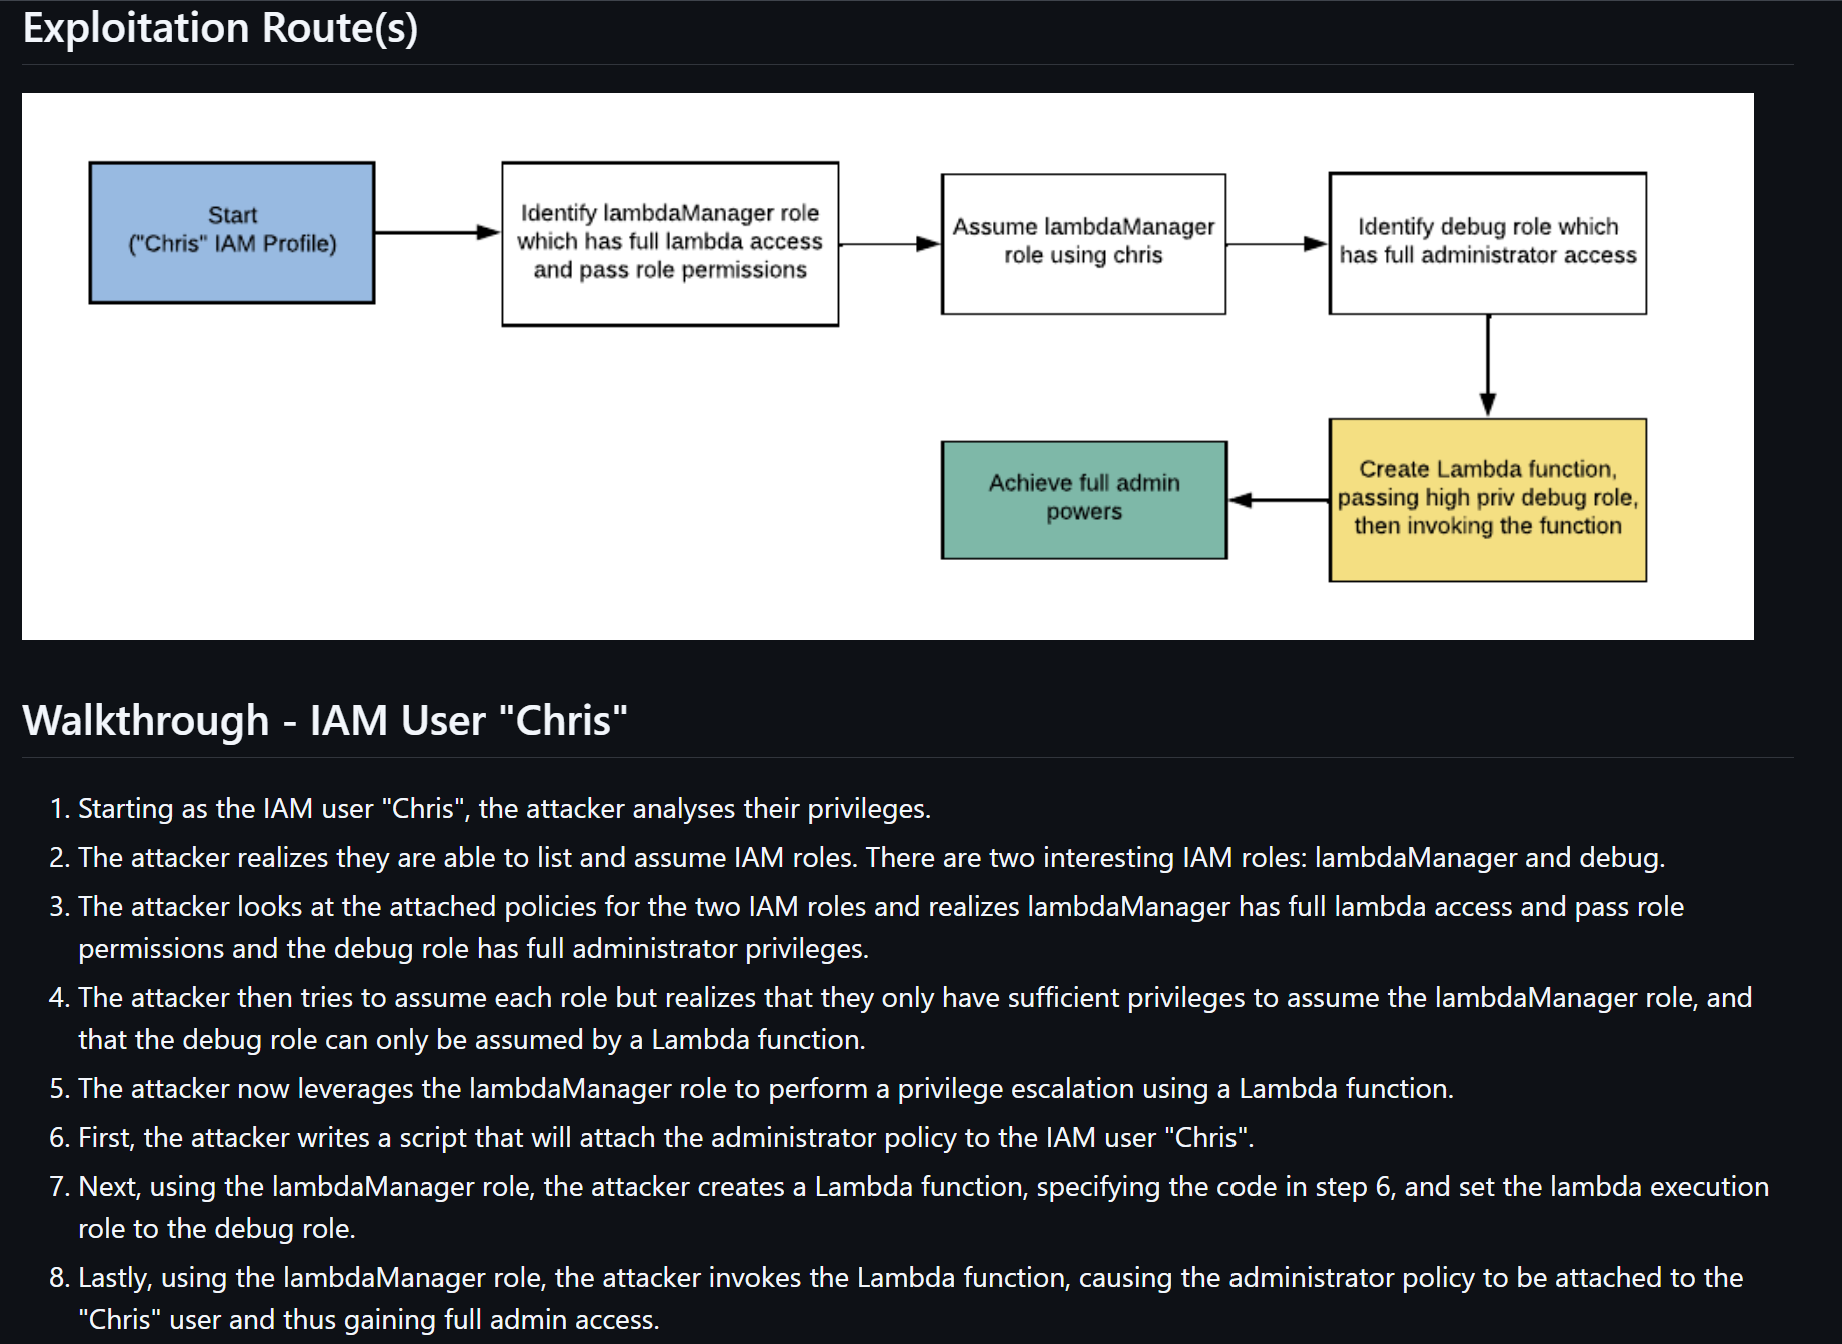 Exploitation Route(s)
Start
("Chris" IAM Profile)
Identify lambdaManager role
which has full lambda access
and pass role permissions
Assume lambdaManager
role using chris
Identify debug role which
has full administrator access
Create Lambda function,
passing high priv debug role,
then invoking the function
Achieve full admin
powers
Walkthrough - IAM User "Chris"
1. Starting as the IAM user "Chris", the attacker analyses their privileges.
2. The attacker realizes they are able to list and assume IAM roles. There are two interesting IAM roles: lambdaManager and debug.
3. The attacker looks at the attached policies for the two IAM roles and realizes lambdaManager has full lambda access and pass role
permissions and the debug role has full administrator privileges.
4. The attacker then tries to assume each role but realizes that they only have sufficient privileges to assume the lambdaManager role, and
that the debug role can only be assumed by a Lambda function.
5. The attacker now leverages the lambdaManager role to perform a privilege escalation using a Lambda function.
6. First, the attacker writes a script that will attach the administrator policy to the IAM user "Chris".
7. Next, using the lambdaManager role, the attacker creates a Lambda function, specifying the code in step 6, and set the lambda execution
role to the debug role.
8. Lastly, using the lambdaManager role, the attacker invokes the Lambda function, causing the administrator policy to be attached to the
"Chris" user and thus gaining full admin access.